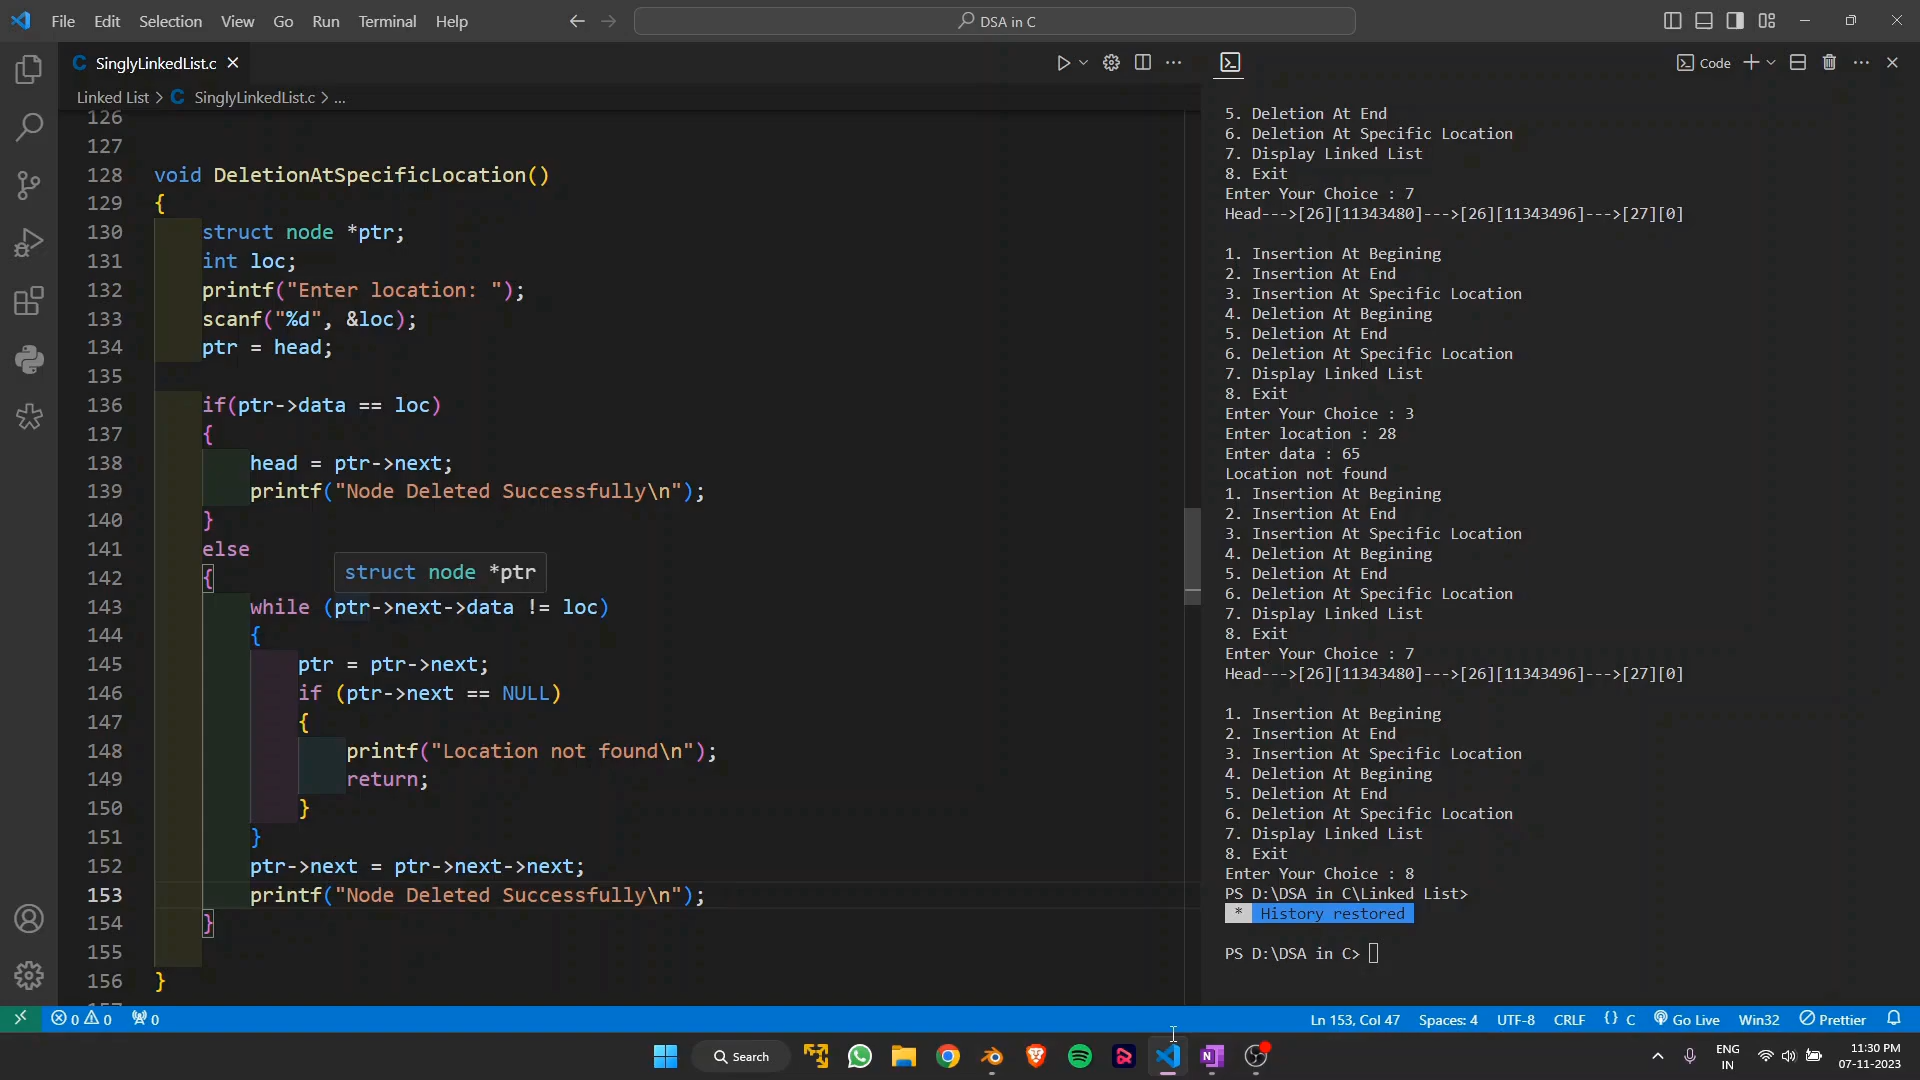 File Edit Selection View Go Run Terminal Help
DSA in C
SinglyLinkedList.c
Code
Linked List > SinglyLinkedList.c > ...
126
127
128 void DeletionAtSpecificLocation()
129 {
130 struct node *ptr;
131 int loc;
132 printf("Enter location: ");
133 scanf("%d", &loc);
134 ptr = head;
135
136 if(ptr->data == loc)
137 {
138 head = ptr->next;
139 printf("Node Deleted Successfully\n");
140 }
141 else
142 {
struct node *ptr
143 while (ptr->next->data != loc)
144 {
145 ptr = ptr->next;
146 if (ptr->next == NULL)
147 {
148 printf("Location not found\n");
149 return;
150 }
151 }
152 ptr->next = ptr->next->next;
153 printf("Node Deleted Successfully\n");
154 }
155
156 }
5. Deletion At End
6. Deletion At Specific Location
7. Display Linked List
8. Exit
Enter Your Choice : 7
Head--->[26][11343480]--->[26][11343496]--->[27][0]
1. Insertion At Begining
2. Insertion At End
3. Insertion At Specific Location
4. Deletion At Begining
5. Deletion At End
6. Deletion At Specific Location
7. Display Linked List
8. Exit
Enter Your Choice : 3
Enter location : 28
Enter data : 65
Location not found
1. Insertion At Begining
2. Insertion At End
3. Insertion At Specific Location
4. Deletion At Begining
5. Deletion At End
6. Deletion At Specific Location
7. Display Linked List
8. Exit
Enter Your Choice : 7
Head--->[26][11343480]--->[26][11343496]--->[27][0]
1. Insertion At Begining
2. Insertion At End
3. Insertion At Specific Location
4. Deletion At Begining
5. Deletion At End
6. Deletion At Specific Location
7. Display Linked List
8. Exit
Enter Your Choice : 8
PS D:\DSA in C\Linked List>
* History restored
PS D:\DSA in C>
0 0 0 Ln 153, Col 47 Spaces: 4 UTF-8 CRLF {} C Go Live Win32 Prettier
Search
ENG
IN
11:30 PM
07-11-2023